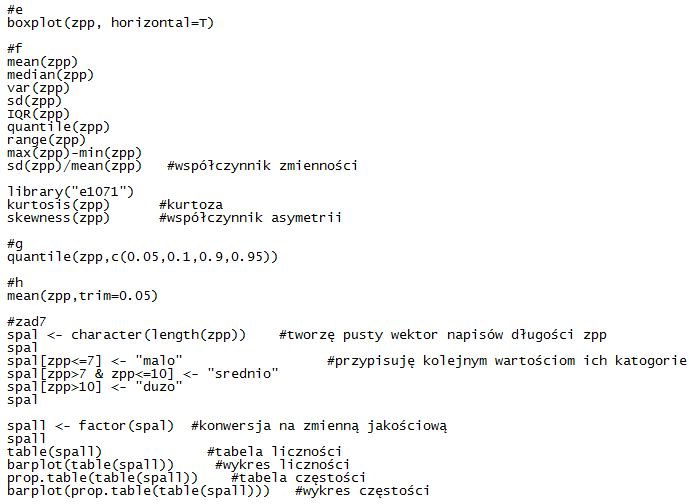 #e
boxplot(zpp, horizontal=T)

#f
mean(zpp)
median(zpp)
var(zpp)
sd(zpp)
IQR(zpp)
quantile(zpp)
range(zpp)
max(zpp)-min(zpp)
sd(zpp)/mean(zpp)   #współczynnik zmienności

library("e1071")
kurtosis(zpp)      #kurtoza
skewness(zpp)      #współczynnik asymetrii

#g
quantile(zpp,c(0.05,0.1,0.9,0.95))

#h
mean(zpp,trim=0.05)

#zad7
spal <- character(length(zpp))    #tworzę pusty wektor napisów długości zpp
spal
spal[zpp<=7] <- "malo"                  #przypisuję kolejnym wartościom ich katogorie
spal[zpp>7 & zpp<=10] <- "srednio"
spal[zpp>10] <- "duzo"
spal

spall <- factor(spal)  #konwersja na zmienną jakościową
spall
table(spall)             #tabela liczności
barplot(table(spall))     #wykres liczności
prop.table(table(spall))    #tabela częstości
barplot(prop.table(table(spall)))   #wykres częstości